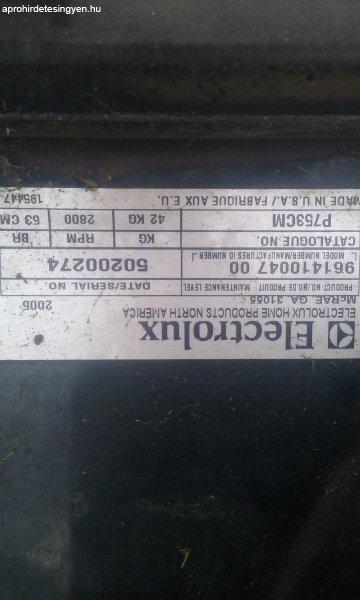 aprohirdetesingyen.hu
Electrolux
ELECTROLUX HOME PRODUCTS NORTH AMERICA
McRAE, GA 31055
2005
PRODUCT NO./NO DE PRODUIT MAINTENANCE LEVEL
DATE/SERIAL NO.
961410047 00
50200274
MODEL NUMBER/MANUFACTURES ID NUMBER
CATALOGUE NO.
KG
RPM
BR
P753CM
42 KG
2800
53 CM
MADE IN U.S.A./ FABRIQUE AUX E.U.
195447